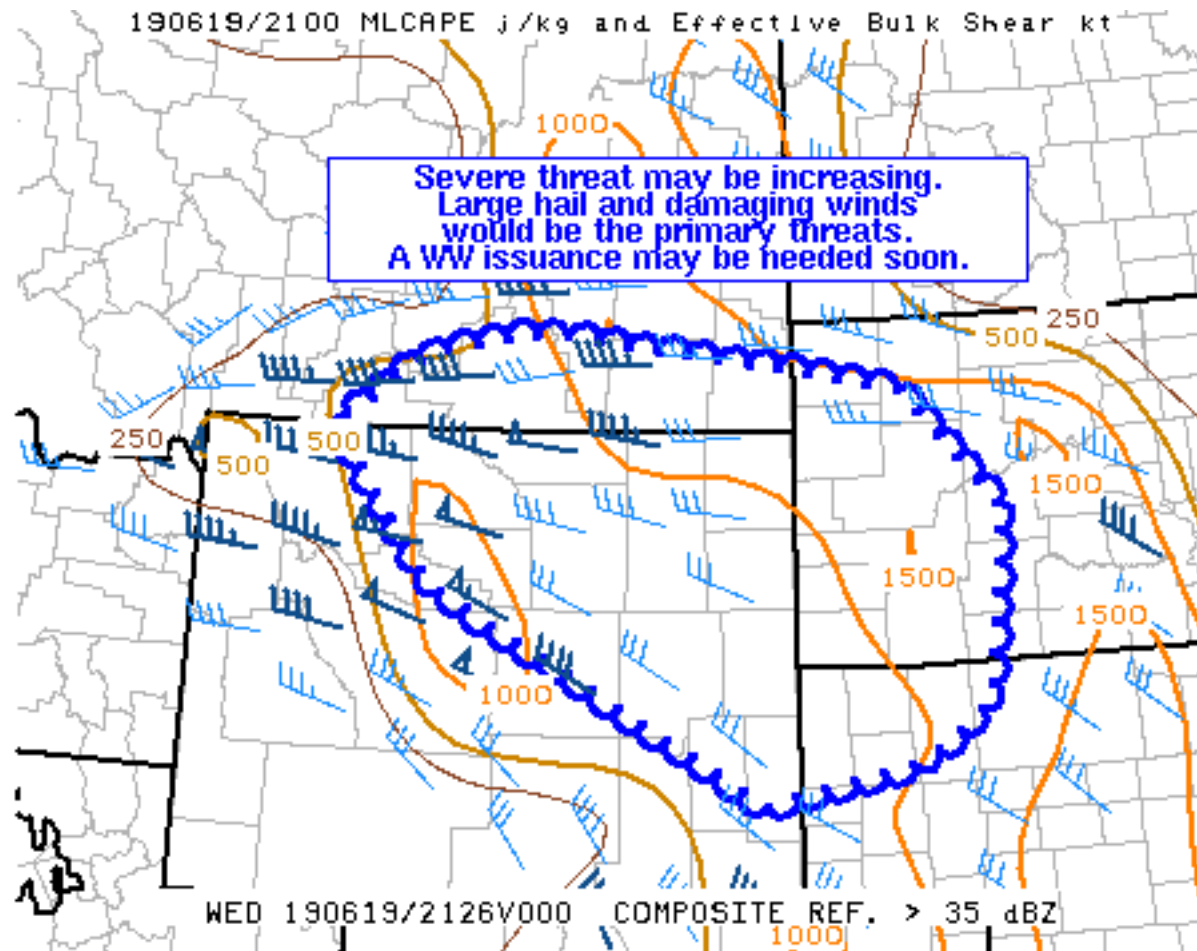 190619/2100 MLCAPE j/kg and Effective Bulk Shear kt
1000
Severe threat may be increasing.
Large hail and damaging winds
would be the primary threats.
A WW issuance may be needed soon.
250
500
250
500
500
1500
1500
1500
1000
WED 190619/2126V000 COMPOSITE REF. > 35 dBZ
1000